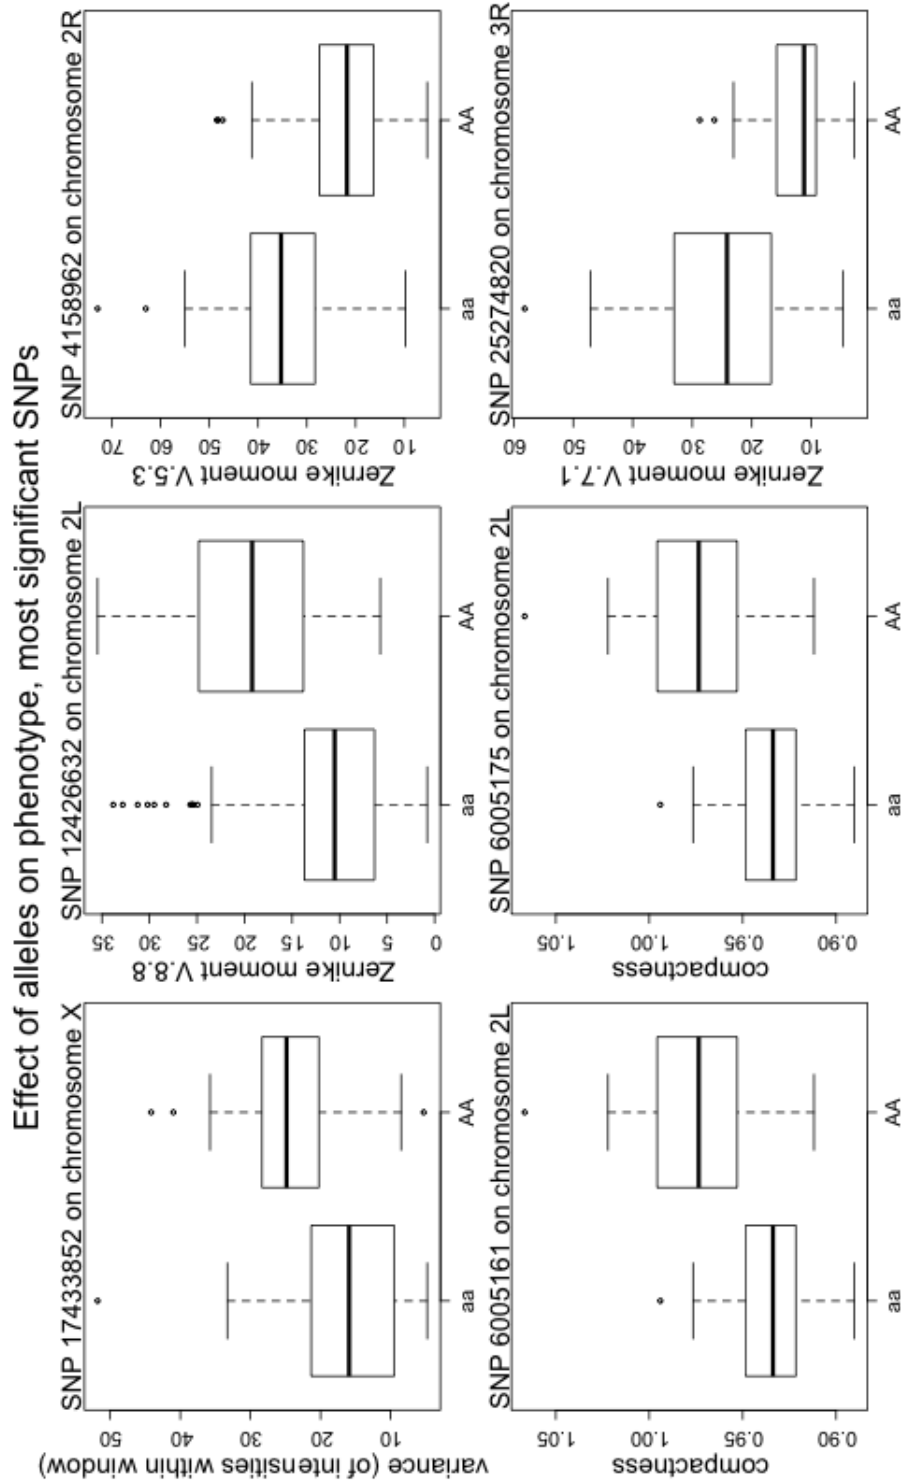 Effect of alleles on phenotype, most significant SNPs
SNP 17433852 on chromosome X
variance (of intensities within window)
50
40
30
20
10
aa
AA
SNP 12426632 on chromosome 2L
Zernike moment V.8.8
35
30
25
20
15
10
5
0
aa
AA
SNP 4158962 on chromosome 2R
Zernike moment V.5.3
70
60
50
40
30
20
10
aa
AA
SNP 6005161 on chromosome 2L
compactness
1.05
1.00
0.95
0.90
aa
AA
SNP 6005175 on chromosome 2L
compactness
1.05
1.00
0.95
0.90
aa
AA
SNP 25274820 on chromosome 3R
Zernike moment V.7.1
60
50
40
30
20
10
aa
AA